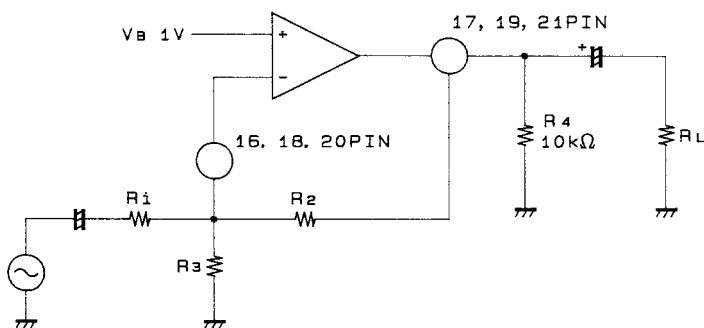 17, 19, 21PIN
VB 1V
+
+
−
R4
10kΩ
RL
16, 18, 20PIN
Ri
R2
R3